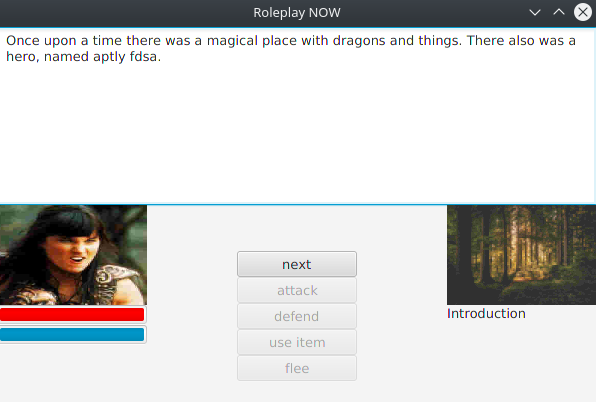 Roleplay NOW
Once upon a time there was a magical place with dragons and things. There also was a
hero, named aptly fdsa.
next
attack
defend
use item
flee
Introduction